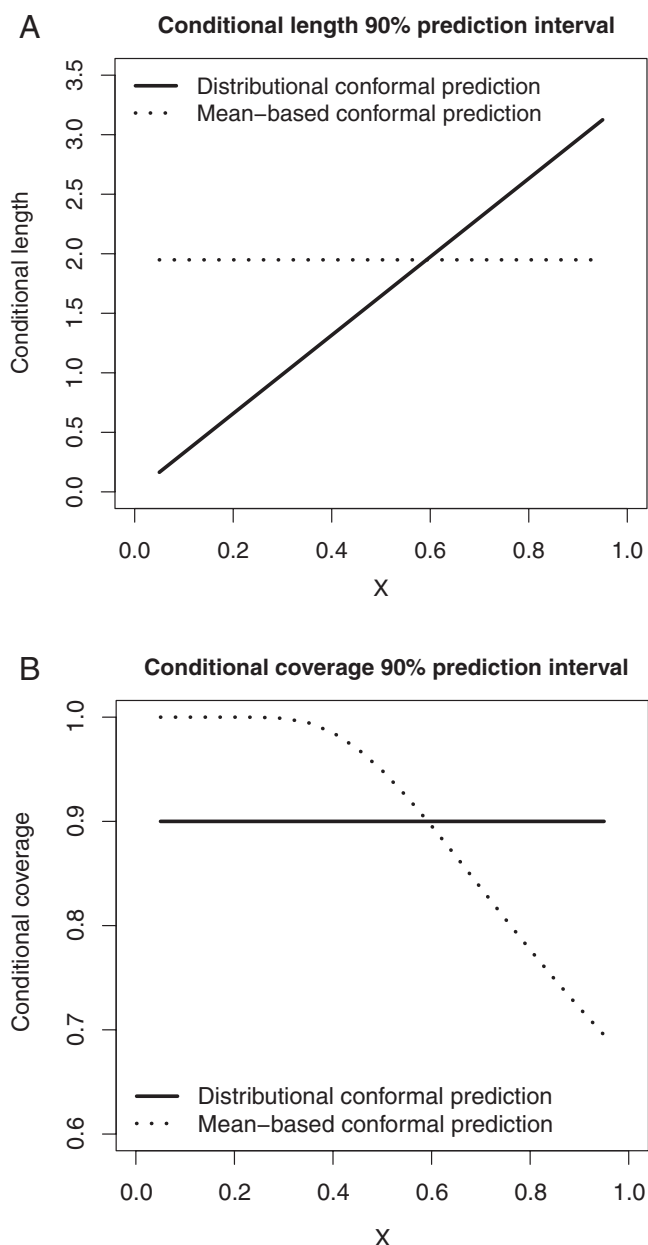 A
Conditional length 90% prediction interval
Distributional conformal prediction
Mean−based conformal prediction
Conditional length
3.5
3.0
2.5
2.0
1.5
1.0
0.5
0.0
0.0 0.2 0.4 0.6 0.8 1.0
X
B
Conditional coverage 90% prediction interval
Conditional coverage
1.0
0.9
0.8
0.7
0.6
Distributional conformal prediction
Mean−based conformal prediction
0.0 0.2 0.4 0.6 0.8 1.0
X